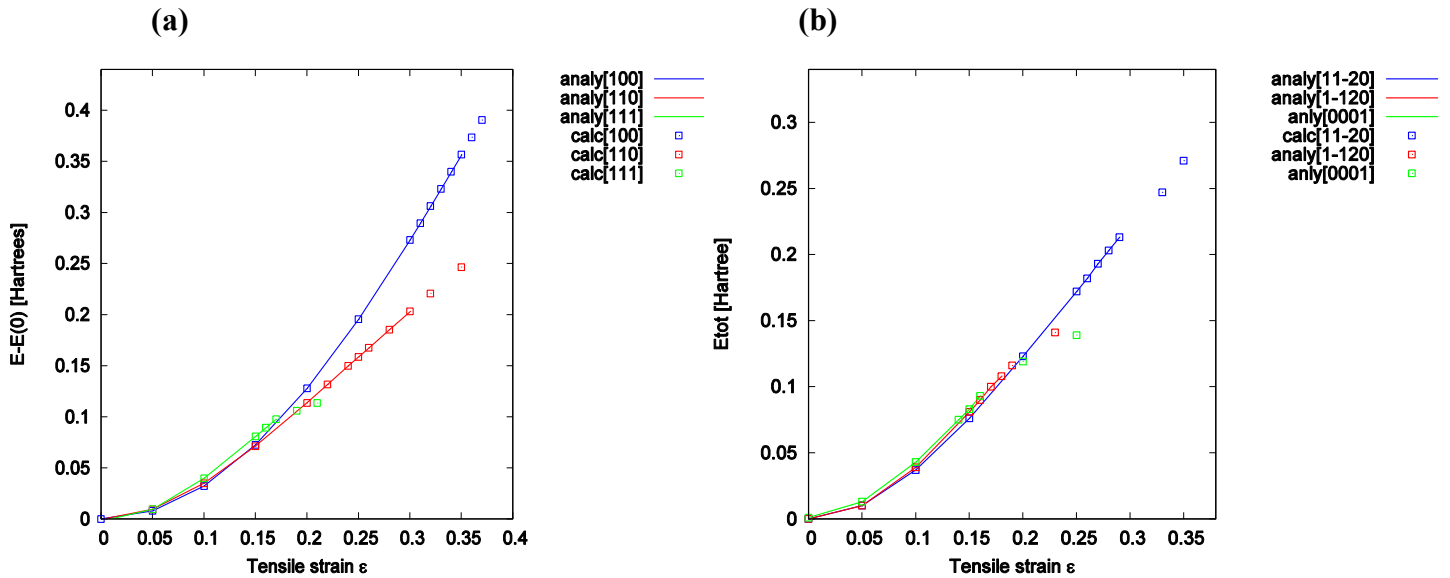 (a)
analy[100]
analy[110]
analy[111]
calc[100]
calc[110]
calc[111]
E-E(0) [Hartrees]
0.4
0.35
0.3
0.25
0.2
0.15
0.1
0.05
0
0 0.05 0.1 0.15 0.2 0.25 0.3 0.35 0.4
Tensile strain ε
(b)
analy[11-20]
analy[1-120]
anly[0001]
calc[11-20]
analy[1-120]
anly[0001]
Etot [Hartree]
0.3
0.25
0.2
0.15
0.1
0.05
0
0 0.05 0.1 0.15 0.2 0.25 0.3 0.35
Tensile strain ε